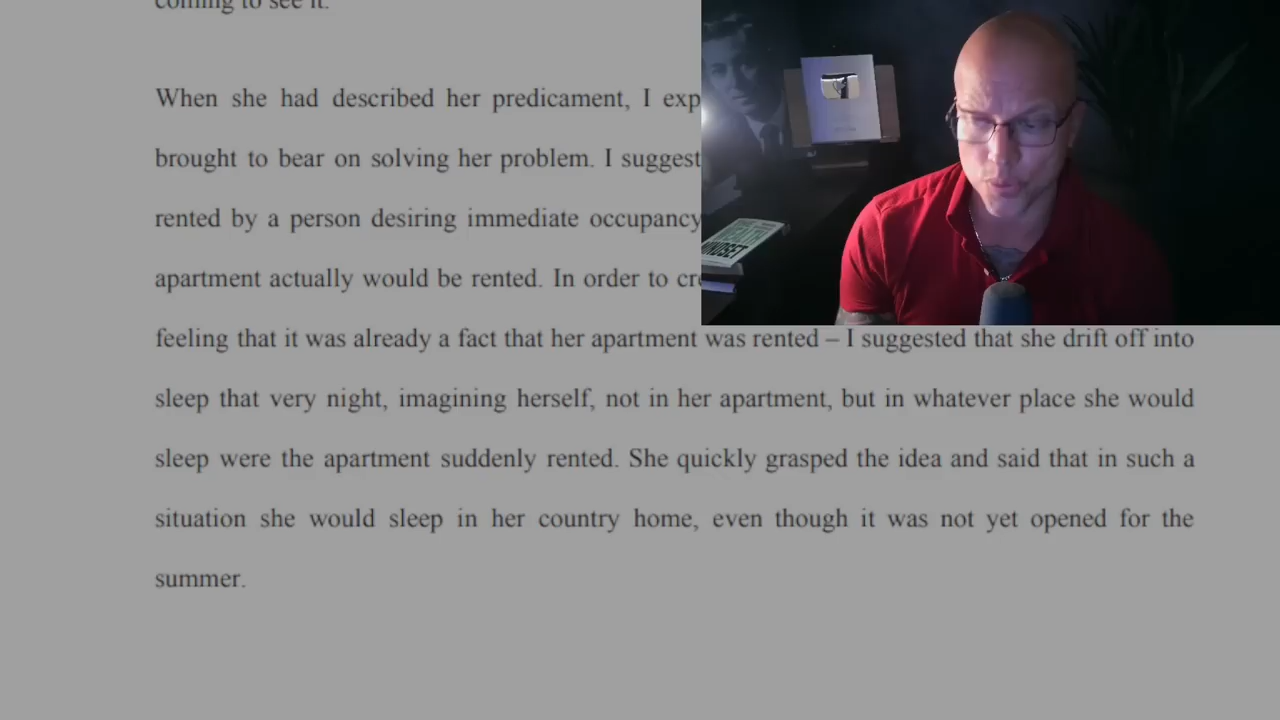 coming to see it.
When she had described her predicament, I exp
brought to bear on solving her problem. I suggest
rented by a person desiring immediate occupancy
apartment actually would be rented. In order to cre
feeling that it was already a fact that her apartment was rented – I suggested that she drift off into
sleep that very night, imagining herself, not in her apartment, but in whatever place she would
sleep were the apartment suddenly rented. She quickly grasped the idea and said that in such a
situation she would sleep in her country home, even though it was not yet opened for the
summer.
MINDSET